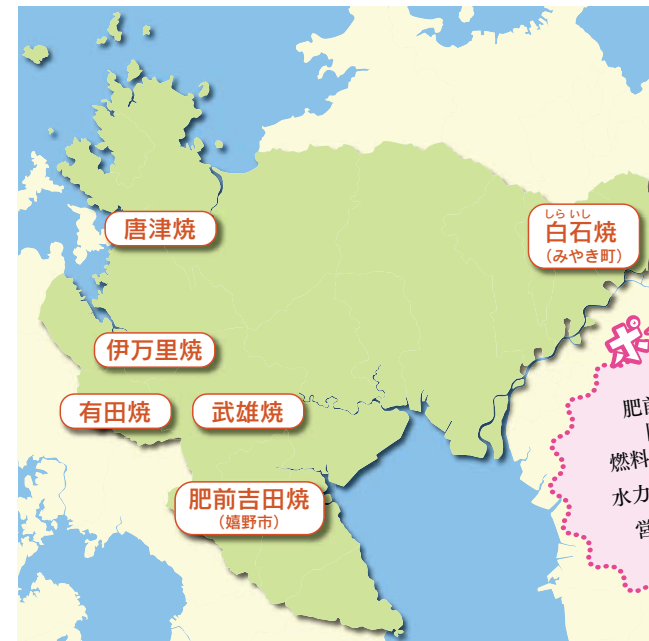 唐津焼
しらいし
白石焼
（みやき町）
伊万里焼
有田焼
武雄焼
肥前吉田焼
（嬉野市）
ポ
肥前
燃料
水力
営